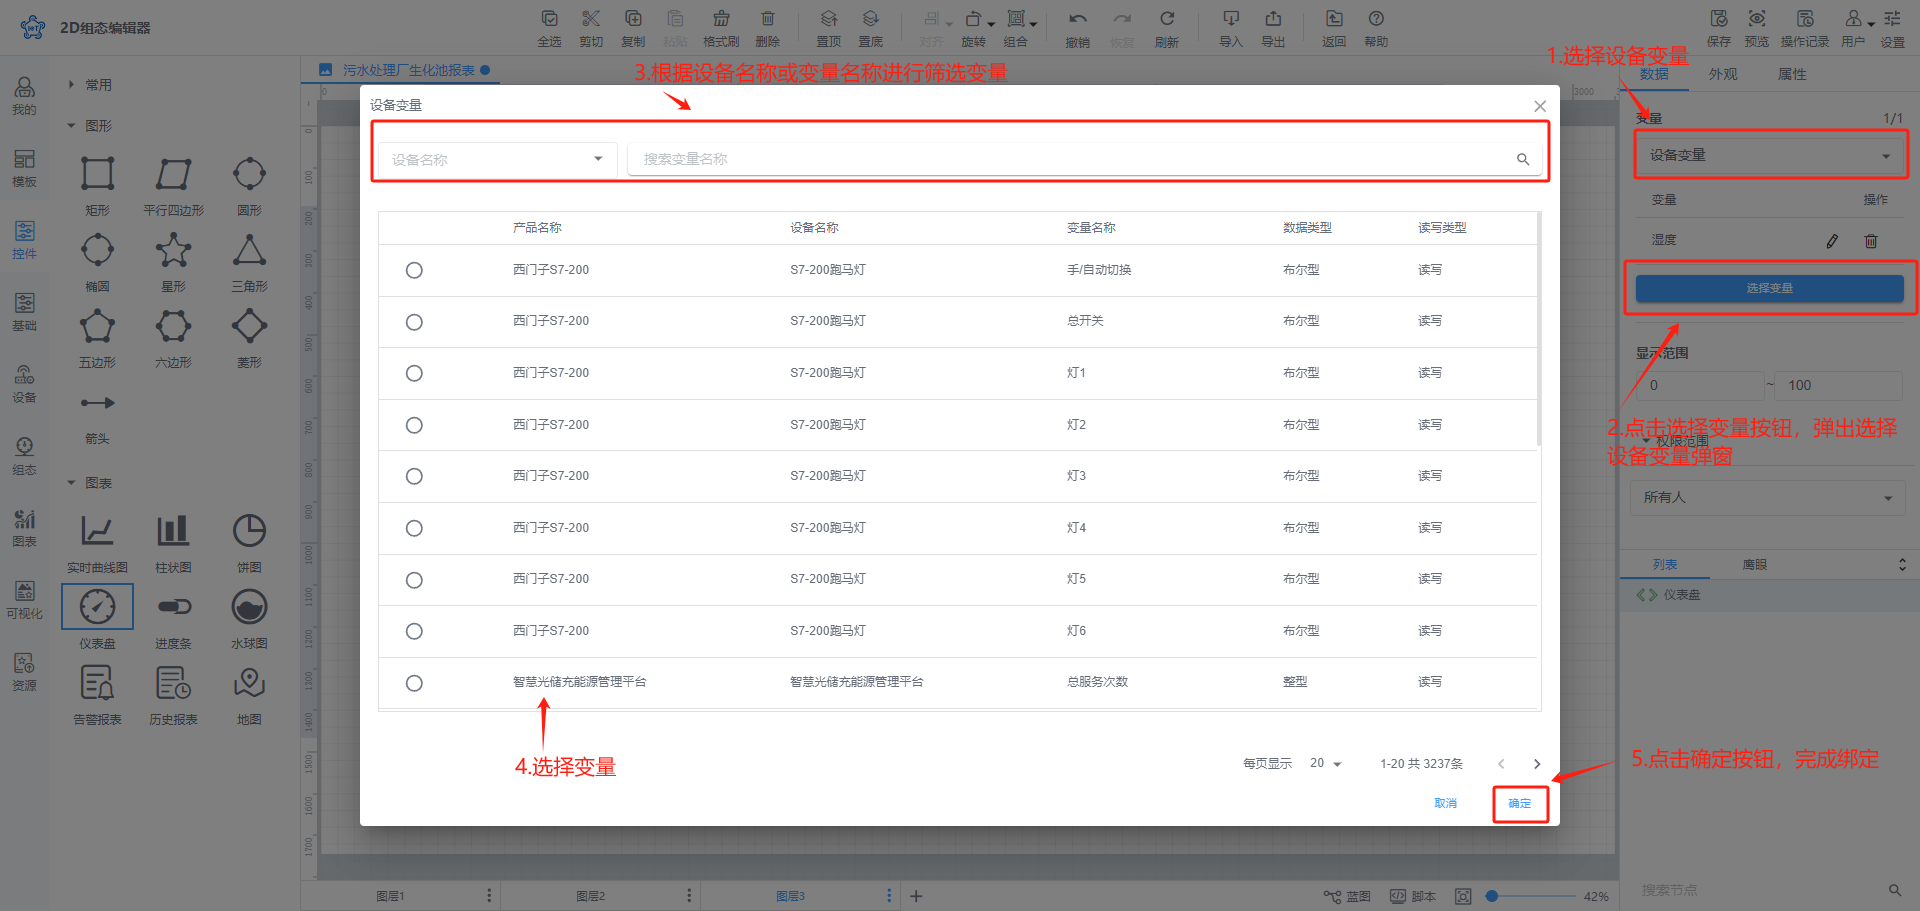 2D组态编辑器
全选
剪切
复制
粘贴
格式刷
删除
置顶
置底
对齐
旋转
组合
撤销
恢复
刷新
导入
导出
返回
帮助
保存
预览
操作记录
用户
设置
我的
模板
控件
基础
设备
组态
图表
可视化
资源
常用
图形
矩形
平行四边形
圆形
椭圆
星形
三角形
五边形
六边形
菱形
箭头
图表
实时曲线图
柱状图
饼图
仪表盘
进度条
水球图
告警报表
历史报表
地图
污水处理厂生化池报表
3.根据设备名称或变量名称进行筛选变量
0
3000
0
100
200
300
400
500
600
700
800
900
1000
1100
1200
1300
1400
1500
1600
1700
设备变量
设备名称
搜索变量名称
产品名称 设备名称 变量名称 数据类型 读写类型
西门子S7-200 S7-200跑马灯 手/自动切换 布尔型 读写
西门子S7-200 S7-200跑马灯 总开关 布尔型 读写
西门子S7-200 S7-200跑马灯 灯1 布尔型 读写
西门子S7-200 S7-200跑马灯 灯2 布尔型 读写
西门子S7-200 S7-200跑马灯 灯3 布尔型 读写
西门子S7-200 S7-200跑马灯 灯4 布尔型 读写
西门子S7-200 S7-200跑马灯 灯5 布尔型 读写
西门子S7-200 S7-200跑马灯 灯6 布尔型 读写
智慧光储充能源管理平台 智慧光储充能源管理平台 总服务次数 整型 读写
4.选择变量
每页显示 20 1-20 共 3237条
取消 确定
5.点击确定按钮，完成绑定
1.选择设备变量
数据 外观 属性
变量 1/1
设备变量
变量 操作
湿度
选择变量
显示范围
0 ~ 100
2.点击选择变量按钮，弹出选择
设备变量弹窗
权限范围
所有人
列表 鹰眼
仪表盘
搜索节点
图层1 图层2 图层3
蓝图 脚本 42%